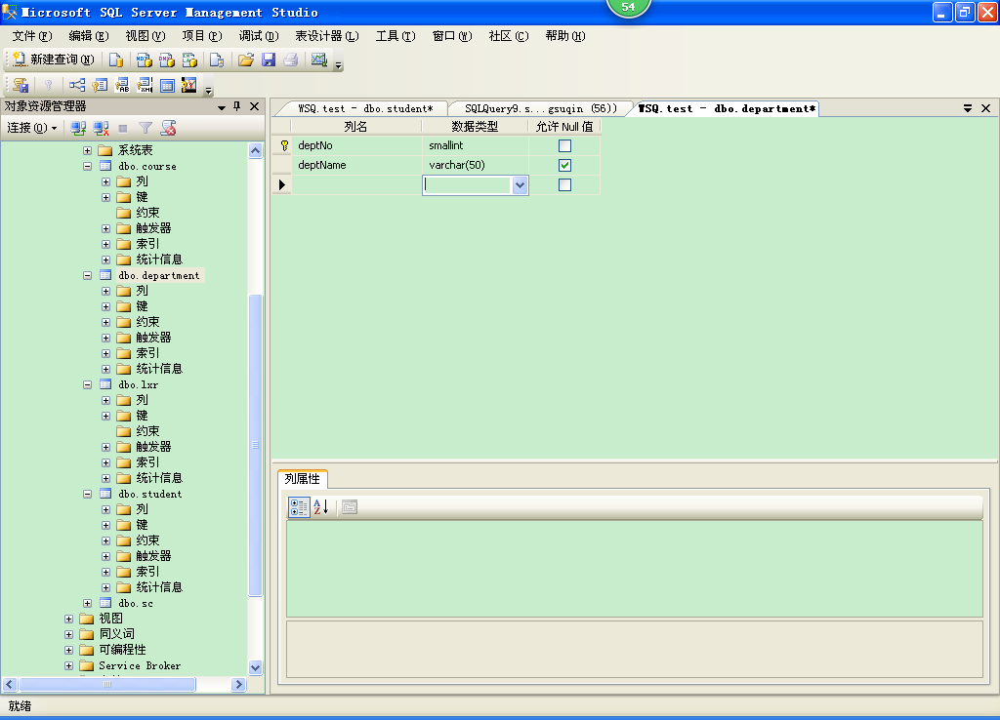 Microsoft SQL Server Management Studio
54
文件(F) 编辑(E) 视图(V) 项目(P) 调试(D) 表设计器(L) 工具(T) 窗口(W) 社区(C) 帮助(H)
新建查询(N)
对象资源管理器
连接(O)
系统表
dbo.course
列
键
约束
触发器
索引
统计信息
dbo.department
列
键
约束
触发器
索引
统计信息
dbo.lxr
列
键
约束
触发器
索引
统计信息
dbo.student
列
键
约束
触发器
索引
统计信息
dbo.sc
视图
同义词
可编程性
Service Broker
WSQ.test - dbo.student* SQLQuery9.s...gsuqin (56)) WSQ.test - dbo.department*
列名 数据类型 允许 Null 值
deptNo smallint
deptName varchar(50)
列属性
就绪